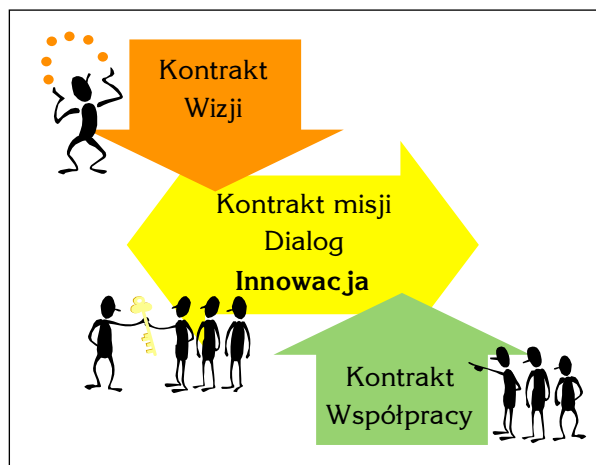 Kontrakt
Wizji
Kontrakt misji
Dialog
Innowacja
Kontrakt
Współpracy